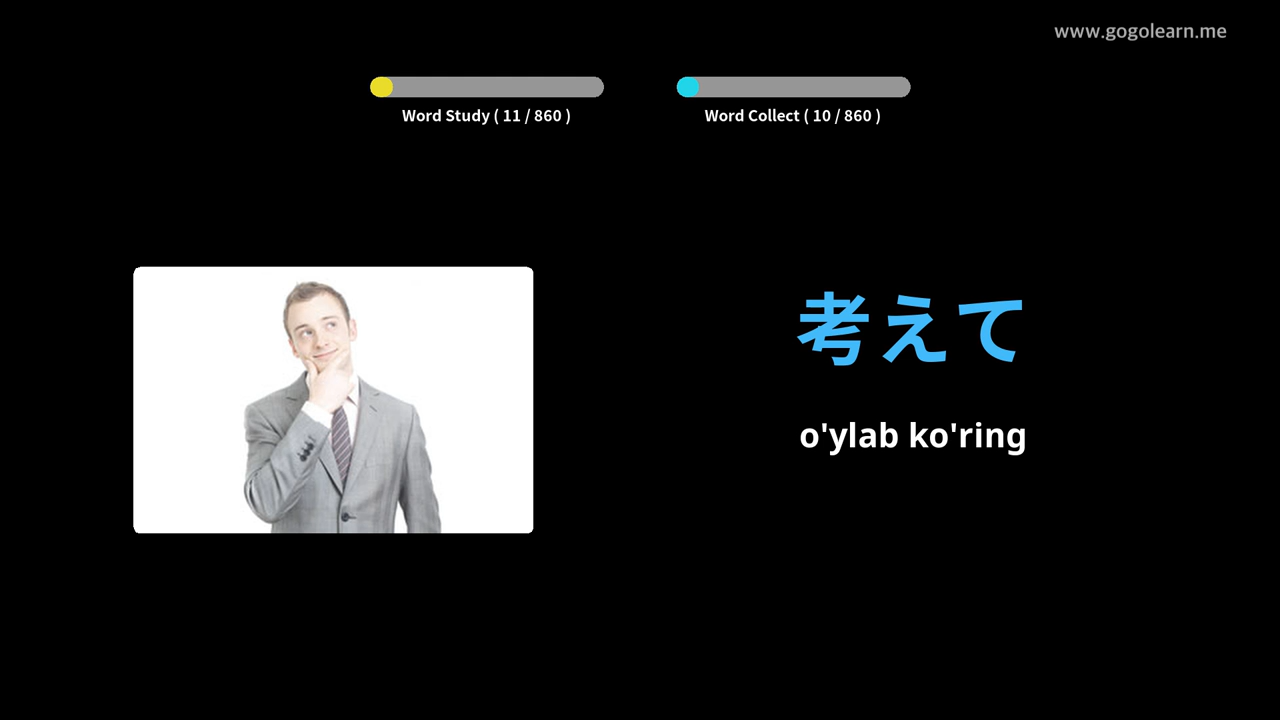 www.gogolearn.me
Word Study ( 11 / 860 )
Word Collect ( 10 / 860 )
考えて
o'ylab ko'ring